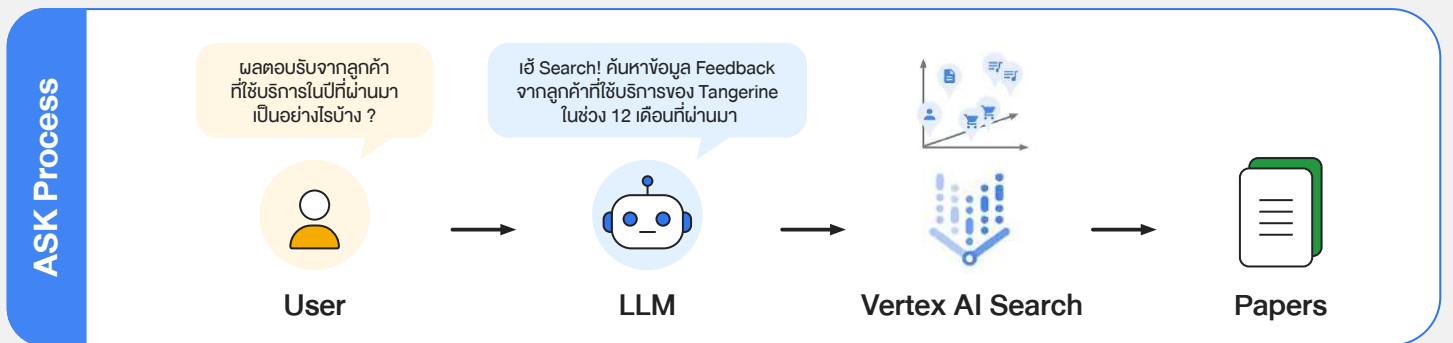 ASK Process
ผลตอบรับจากลูกค้า
ที่ใช้บริการในปีที่ผ่านมา
เป็นอย่างไรบ้าง ?
เฮ้ Search! ค้นหาข้อมูล Feedback
จากลูกค้าที่ใช้บริการของ Tangerine
ในช่วง 12 เดือนที่ผ่านมา
User
LLM
Vertex AI Search
Papers